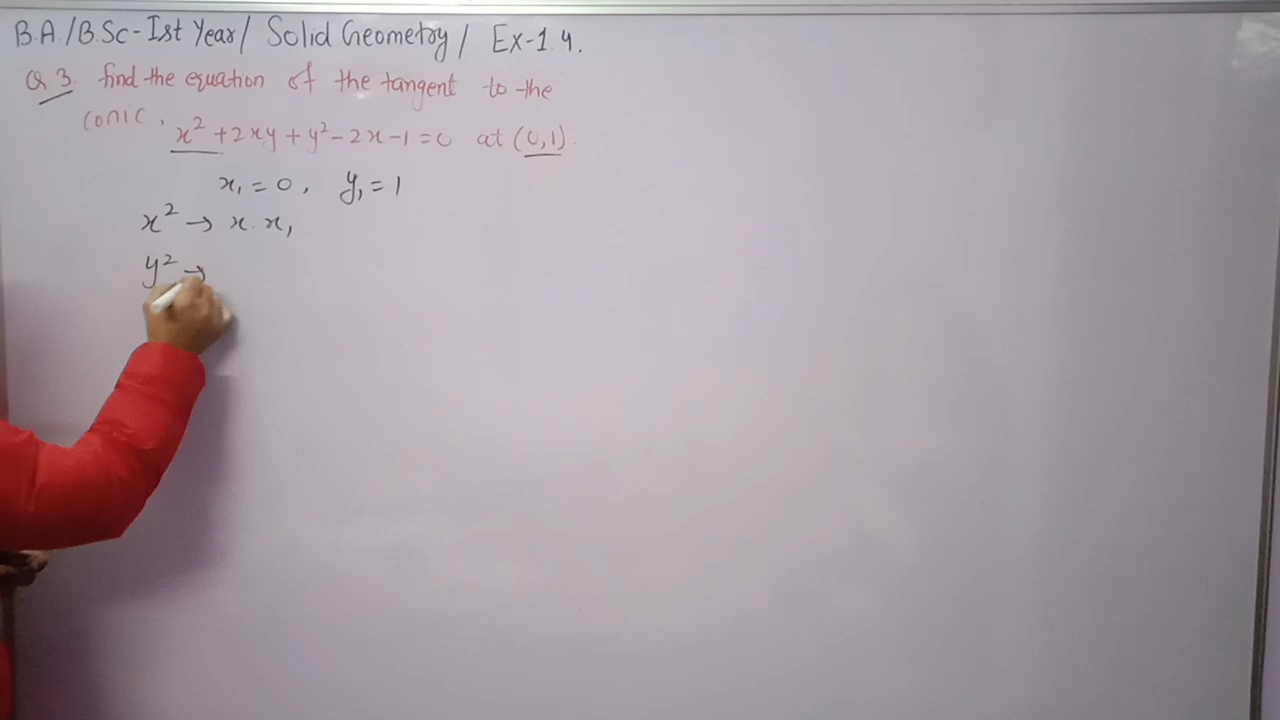 B.A./B.Sc-Ist Year/ Solid Geometry/ Ex-1.4.
Q 3. find the equation of the tangent to the
conic, x² + 2xy + y² - 2x - 1 = 0 at (0,1).
x₁ = 0, y₁ = 1
x² → x. x₁
y² →